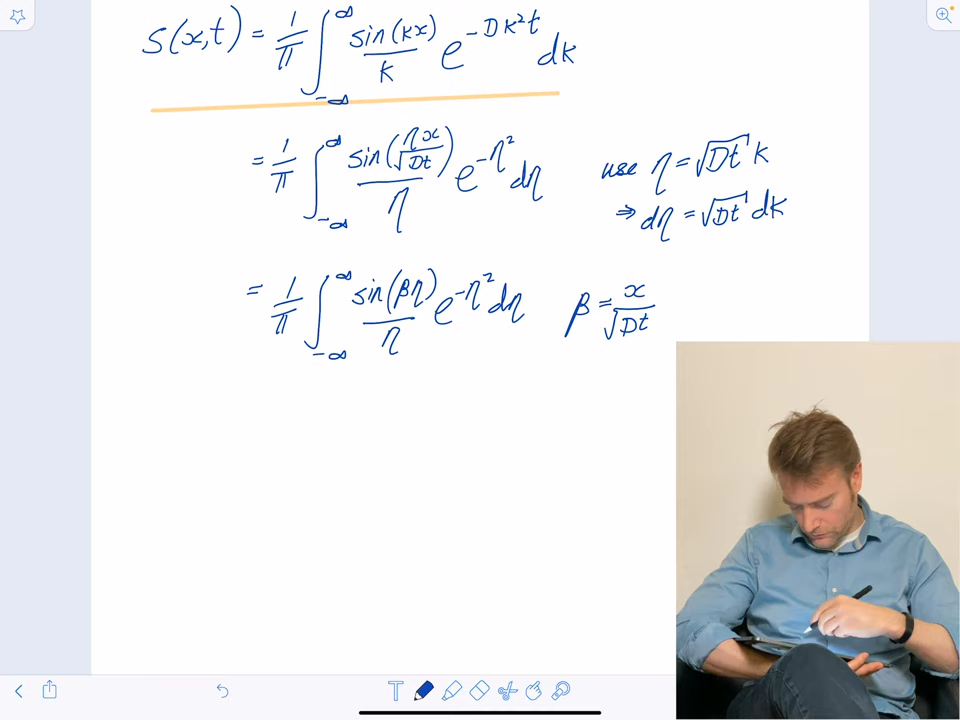 S(x,t) = 1/π ∫_{-∞}^{∞} sin(kx)/k e^{-Dk²t} dk
= 1/π ∫_{-∞}^{∞} sin(ηx/√Dt)/η e^{-η²} dη use η = √Dt k
⇒ dη = √Dt dk
= 1/π ∫_{-∞}^{∞} sin(βη)/η e^{-η²} dη β = x/√Dt
T